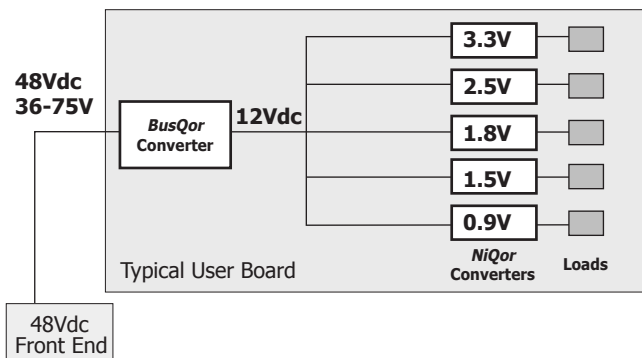 3.3V
48Vdc
36-75V
2.5V
BusQor
Converter
12Vdc
1.8V
1.5V
0.9V
Typical User Board
NiQor
Converters
Loads
48Vdc
Front End